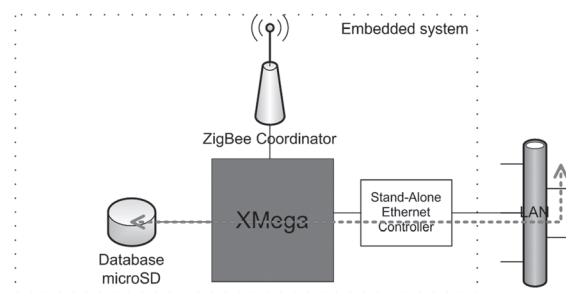 Embedded system
ZigBee Coordinator
XMega
Stand-Alone
Ethernet
Controller
LAN
Database
microSD